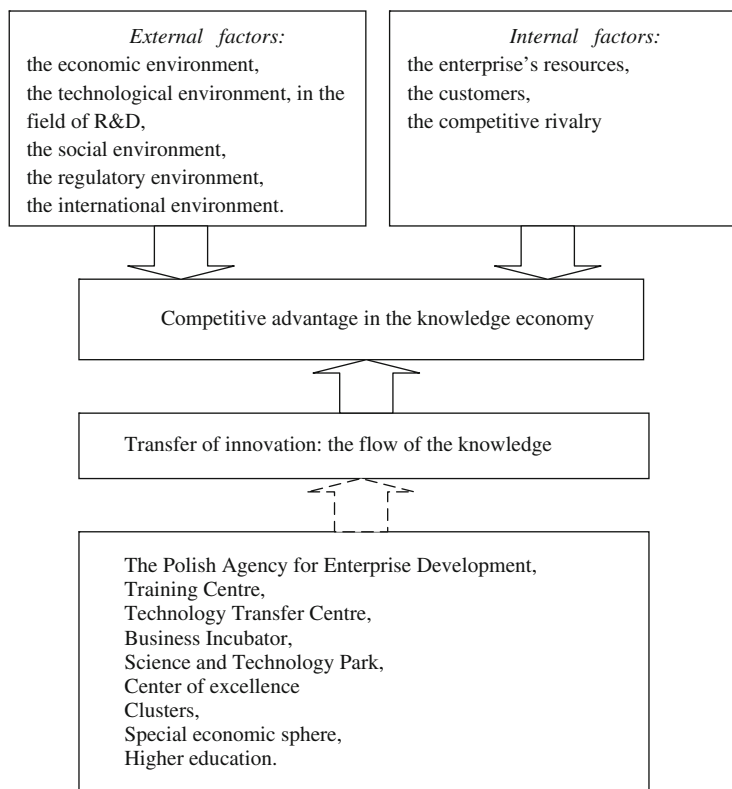 External factors:
the economic environment,
the technological environment, in the
field of R&D,
the social environment,
the regulatory environment,
the international environment.
Internal factors:
the enterprise's resources,
the customers,
the competitive rivalry
Competitive advantage in the knowledge economy
Transfer of innovation: the flow of the knowledge
The Polish Agency for Enterprise Development,
Training Centre,
Technology Transfer Centre,
Business Incubator,
Science and Technology Park,
Center of excellence
Clusters,
Special economic sphere,
Higher education.